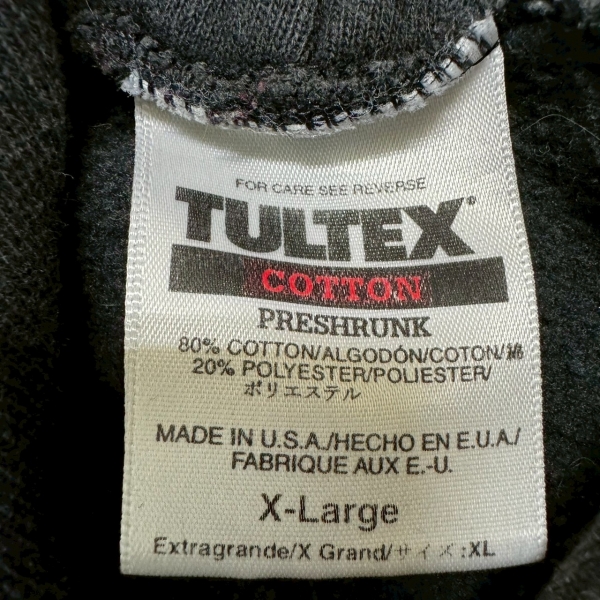 FOR CARE SEE REVERSE
TULTEX®
COTTON
PRESHRUNK
80% COTTON/ALGODÓN/COTON/綿
20% POLYESTER/POLIESTER/
ポリエステル
MADE IN U.S.A./HECHO EN E.U.A./
FABRIQUE AUX E.-U.
X-Large
Extragrande/X Grand/サイズ:XL